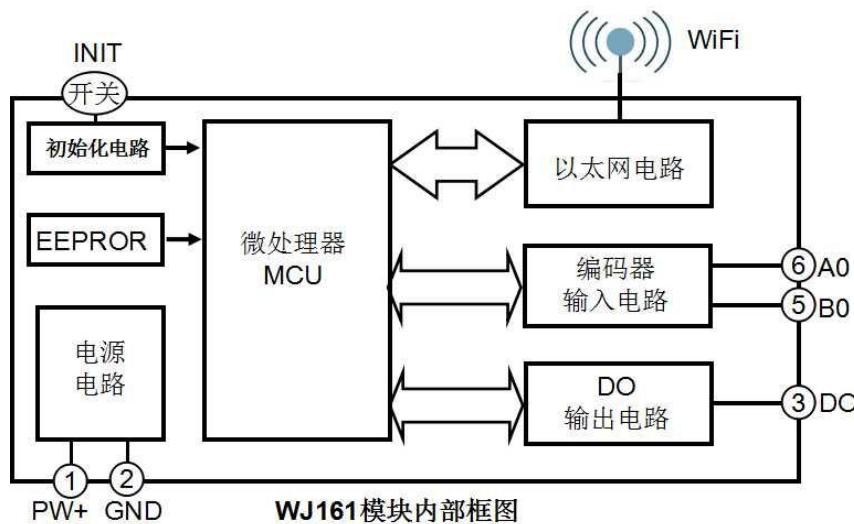 WiFi
INIT
开关
初始化电路
EEPROR
微处理器
MCU
以太网电路
编码器
输入电路
⑥ A0
⑤ B0
电源
电路
DO
输出电路
③ DO
① ②
PW+ GND
WJ161模块内部框图